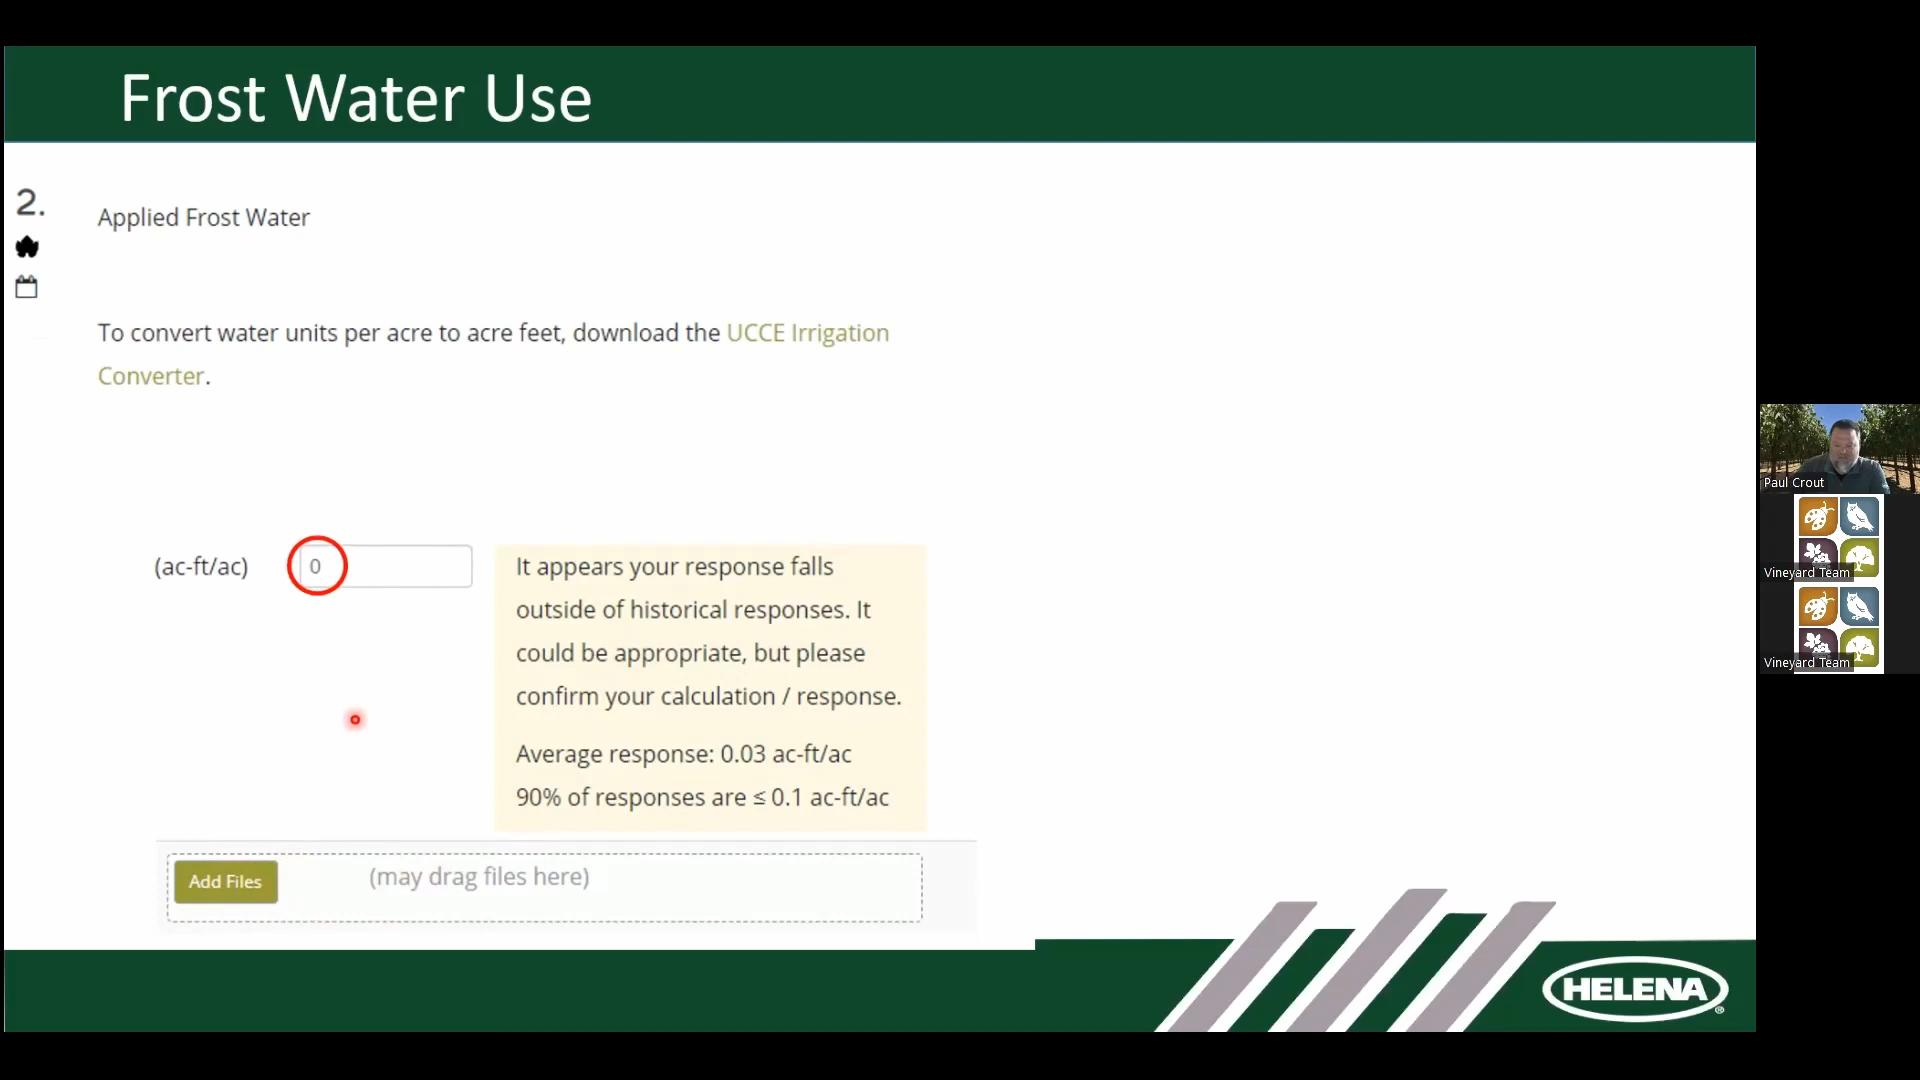 Frost Water Use
2.
Applied Frost Water
To convert water units per acre to acre feet, download the UCCE Irrigation
Converter.
(ac-ft/ac)
0
It appears your response falls
outside of historical responses. It
could be appropriate, but please
confirm your calculation / response.
Average response: 0.03 ac-ft/ac
90% of responses are ≤ 0.1 ac-ft/ac
Add Files
(may drag files here)
HELENA®
Paul Crout
Vineyard Team
Vineyard Team